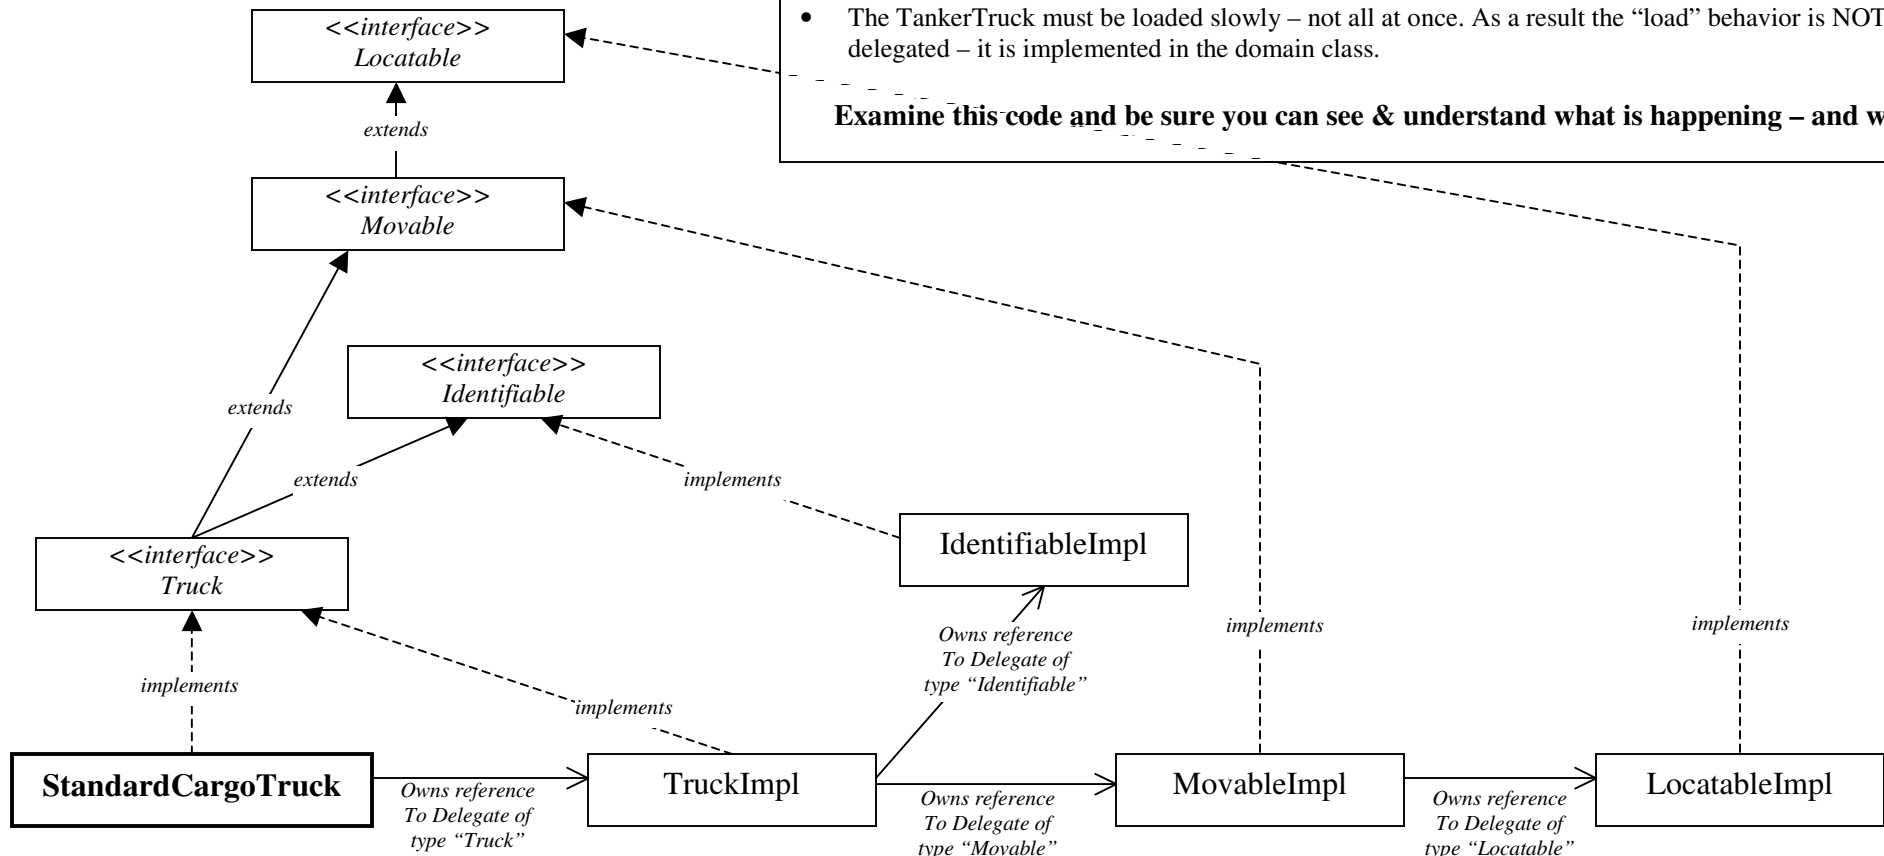 <<interface>>
Locatable
• The TankerTruck must be loaded slowly – not all at once. As a result the “load” behavior is NOT
delegated – it is implemented in the domain class.
Examine this code and be sure you can see & understand what is happening – and w
extends
<<interface>>
Movable
<<interface>>
Identifiable
extends
extends
implements
<<interface>>
Truck
IdentifiableImpl
implements
implements
Owns reference
To Delegate of
type “Identifiable”
implements
implements
StandardCargoTruck
TruckImpl
MovableImpl
LocatableImpl
Owns reference
To Delegate of
type “Truck”
Owns reference
To Delegate of
type “Movable”
Owns reference
To Delegate of
type “Locatable”